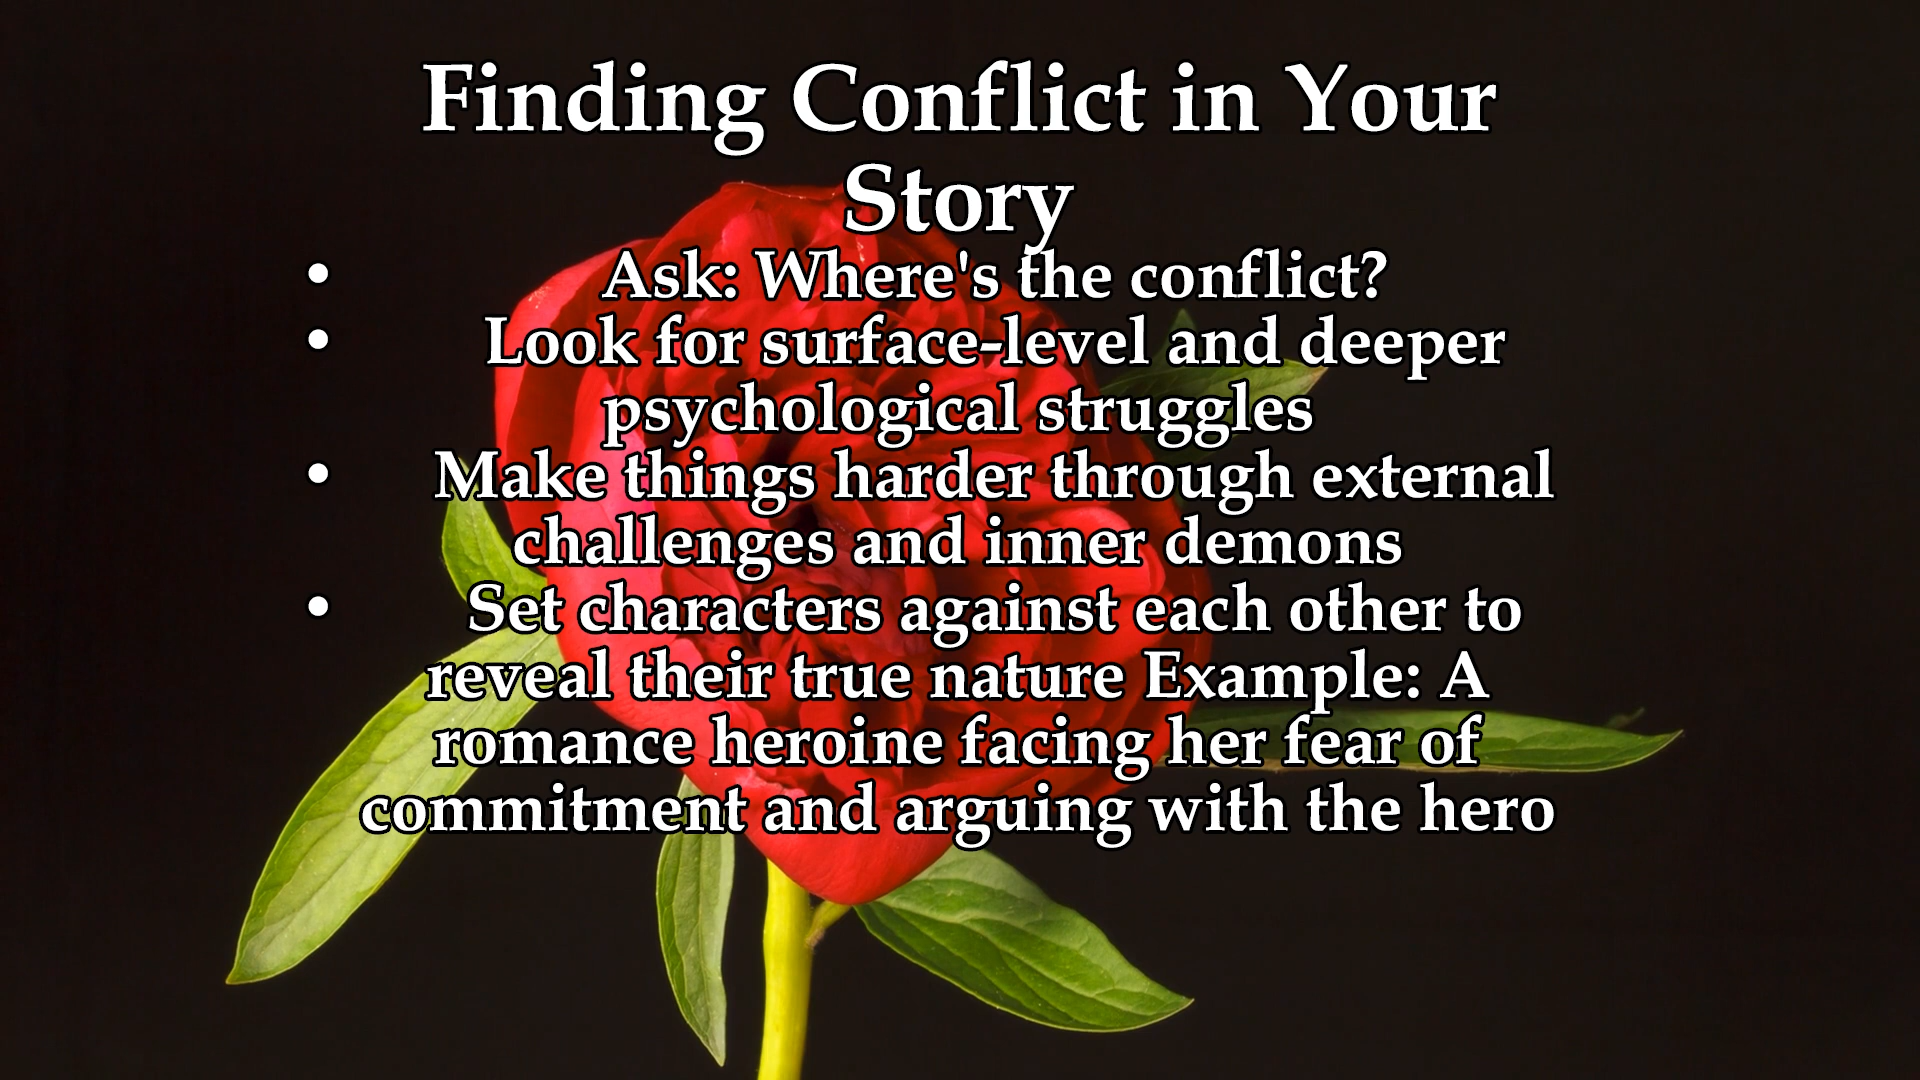 Finding Conflict in Your
Story
• Ask: Where's the conflict?
• Look for surface-level and deeper
psychological struggles
• Make things harder through external
challenges and inner demons
• Set characters against each other to
reveal their true nature Example: A
romance heroine facing her fear of
commitment and arguing with the hero